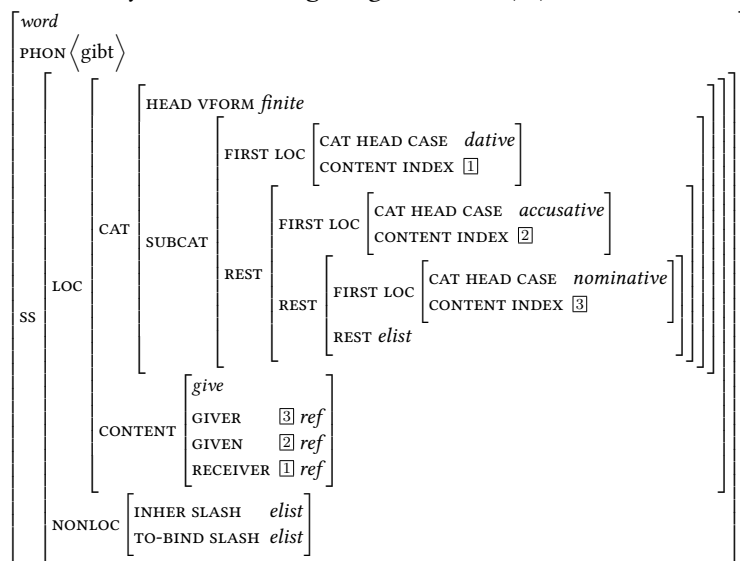 word
PHON ⟨gibt⟩
HEAD VFORM finite
CAT HEAD CASE dative
FIRST LOC
CONTENT INDEX 1
CAT HEAD CASE accusative
FIRST LOC
CONTENT INDEX 2
CAT
SUBCAT
CAT HEAD CASE nominative
REST
FIRST LOC
LOC
REST
CONTENT INDEX 3
SS
REST elist
give
GIVER 3 ref
CONTENT
GIVEN 2 ref
RECEIVER 1 ref
INHER SLASH elist
NONLOC
TO-BIND SLASH elist